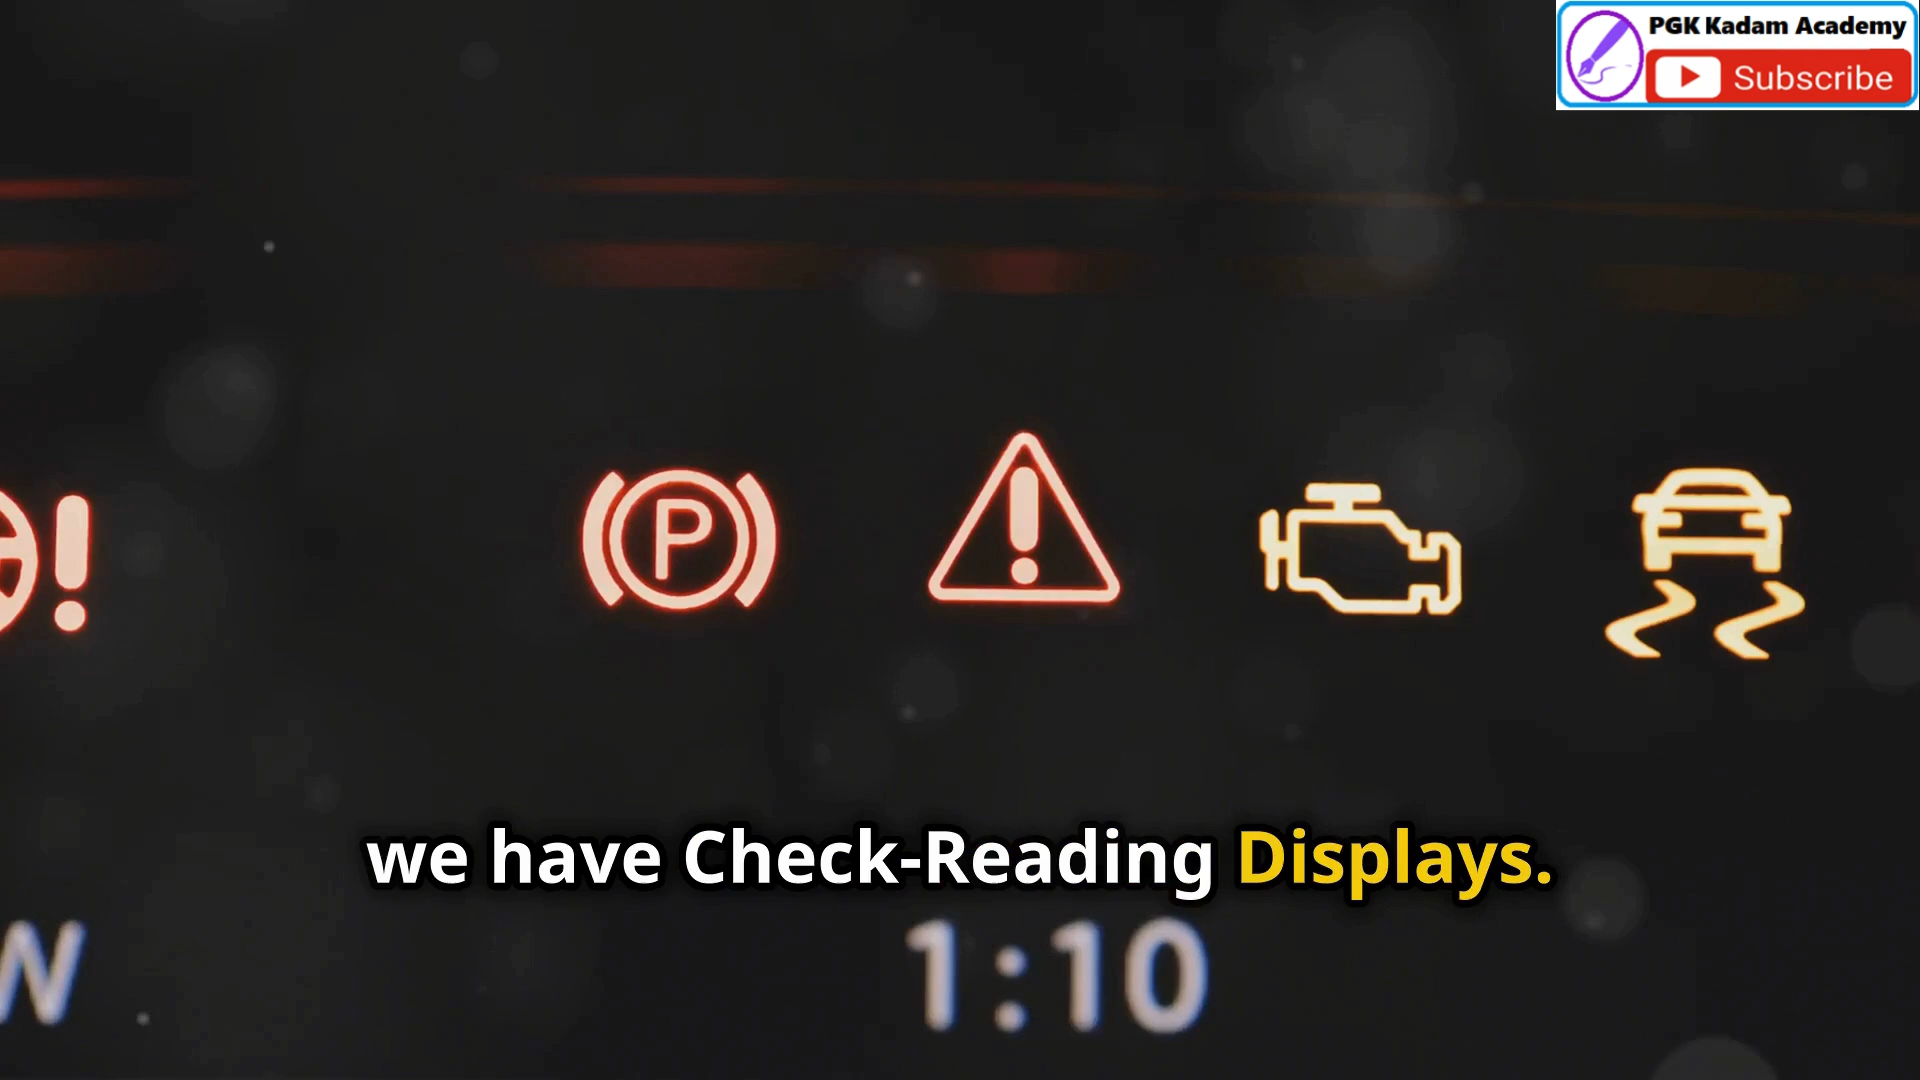 PGK Kadam Academy
Subscribe
!
P
!
we have Check-Reading Displays.
W
1:10